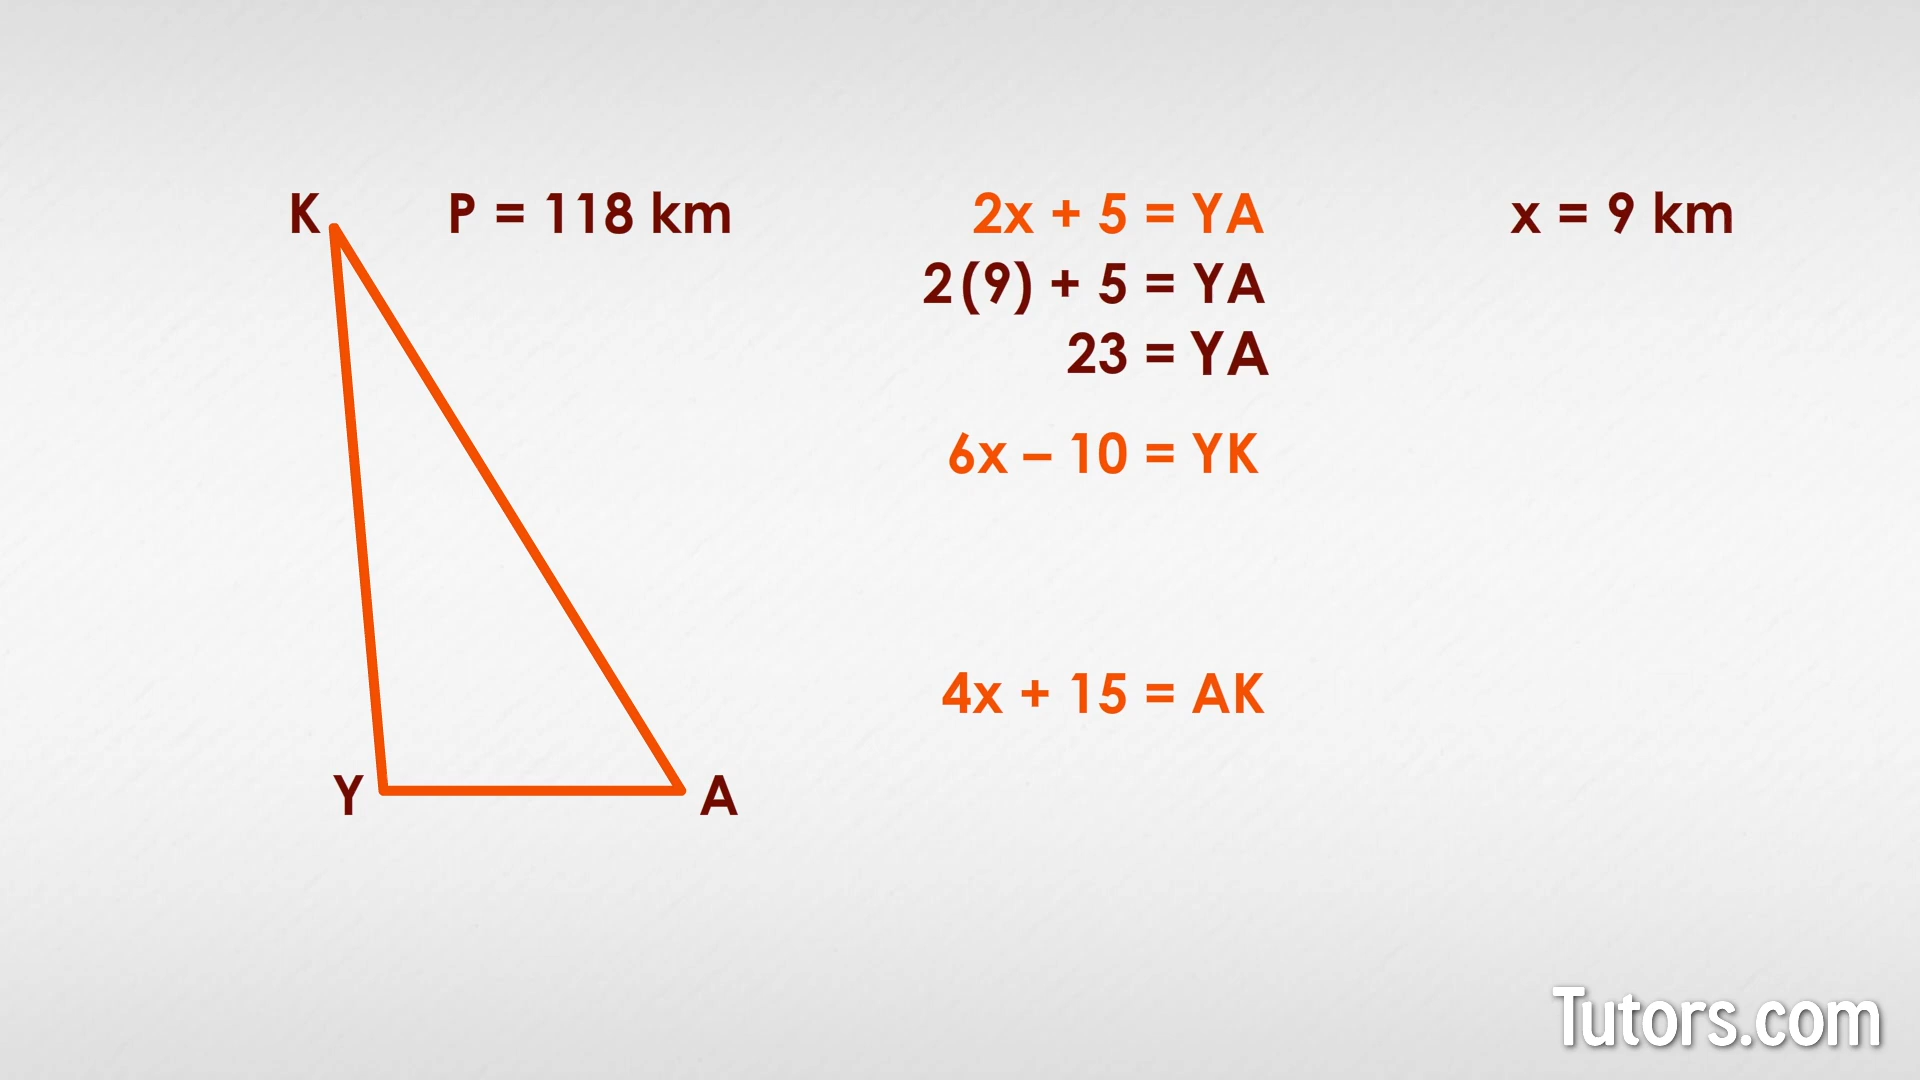 K P = 118 km 2x + 5 = YA x = 9 km
2(9) + 5 = YA
23 = YA
6x – 10 = YK
4x + 15 = AK
Y A
Tutors.com